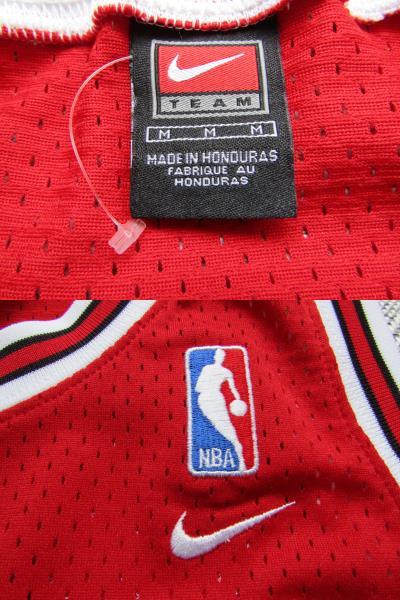 TEAM
M M M
MADE IN HONDURAS
FABRIQUE AU
HONDURAS
NBA